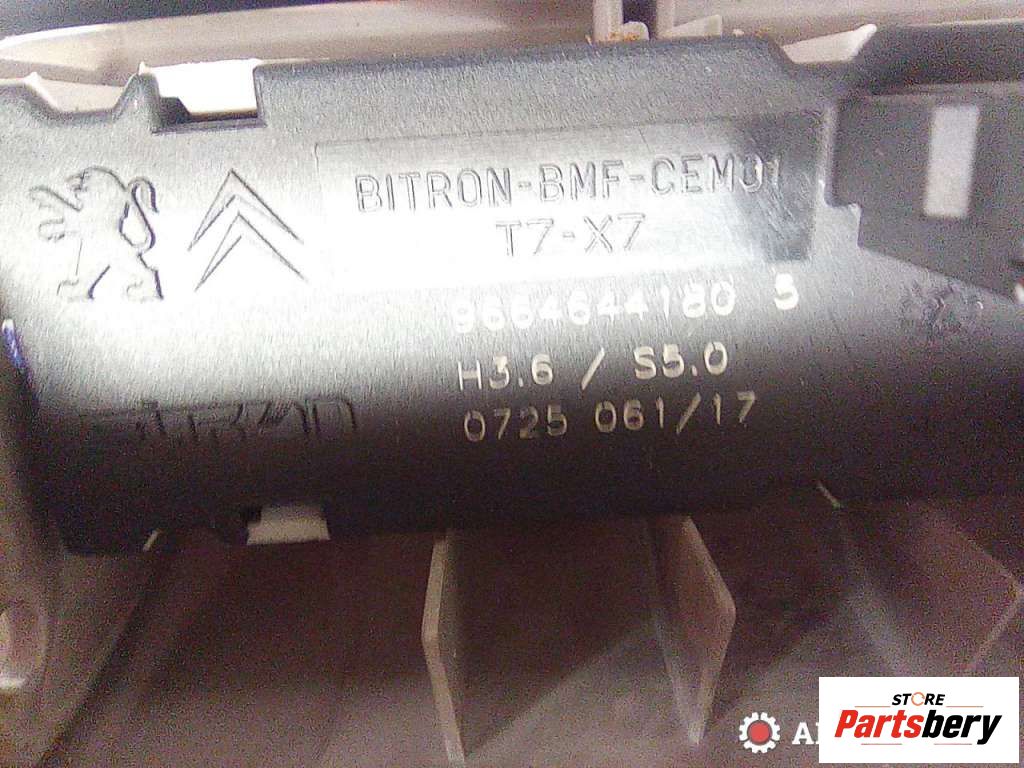 BITRON-BMF-CEM01
T7-X7
9664644180 5
H3.6 / S5.0
0725 061/17
STORE
Partsbery